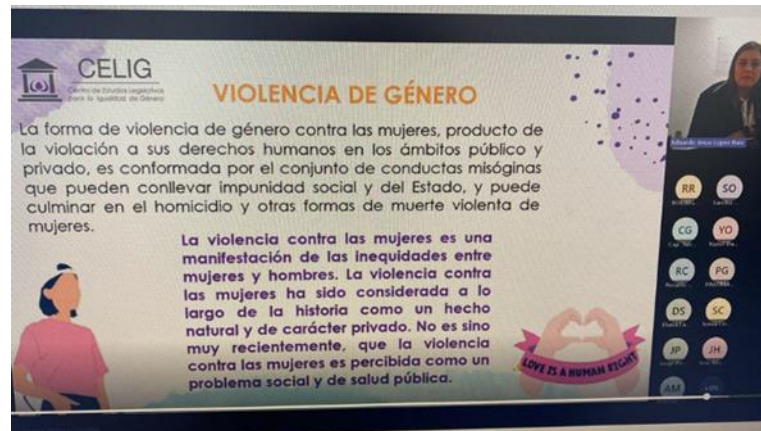 CELIG
Centro de Estudios Legislativos
para la Igualdad de Género
VIOLENCIA DE GÉNERO
La forma de violencia de género contra las mujeres, producto de
la violación a sus derechos humanos en los ámbitos público y
privado, es conformada por el conjunto de conductas misóginas
que pueden conllevar impunidad social y del Estado, y puede
culminar en el homicidio y otras formas de muerte violenta de
mujeres.
La violencia contra las mujeres es una
manifestación de las inequidades entre
mujeres y hombres. La violencia contra
las mujeres ha sido considerada a lo
largo de la historia como un hecho
natural y de carácter privado. No es sino
muy recientemente, que la violencia
contra las mujeres es percibida como un
problema social y de salud pública.
LOVE IS A HUMAN RIGHT
RR SO
CG YO
RC PG
DS SC
JP JH
AM